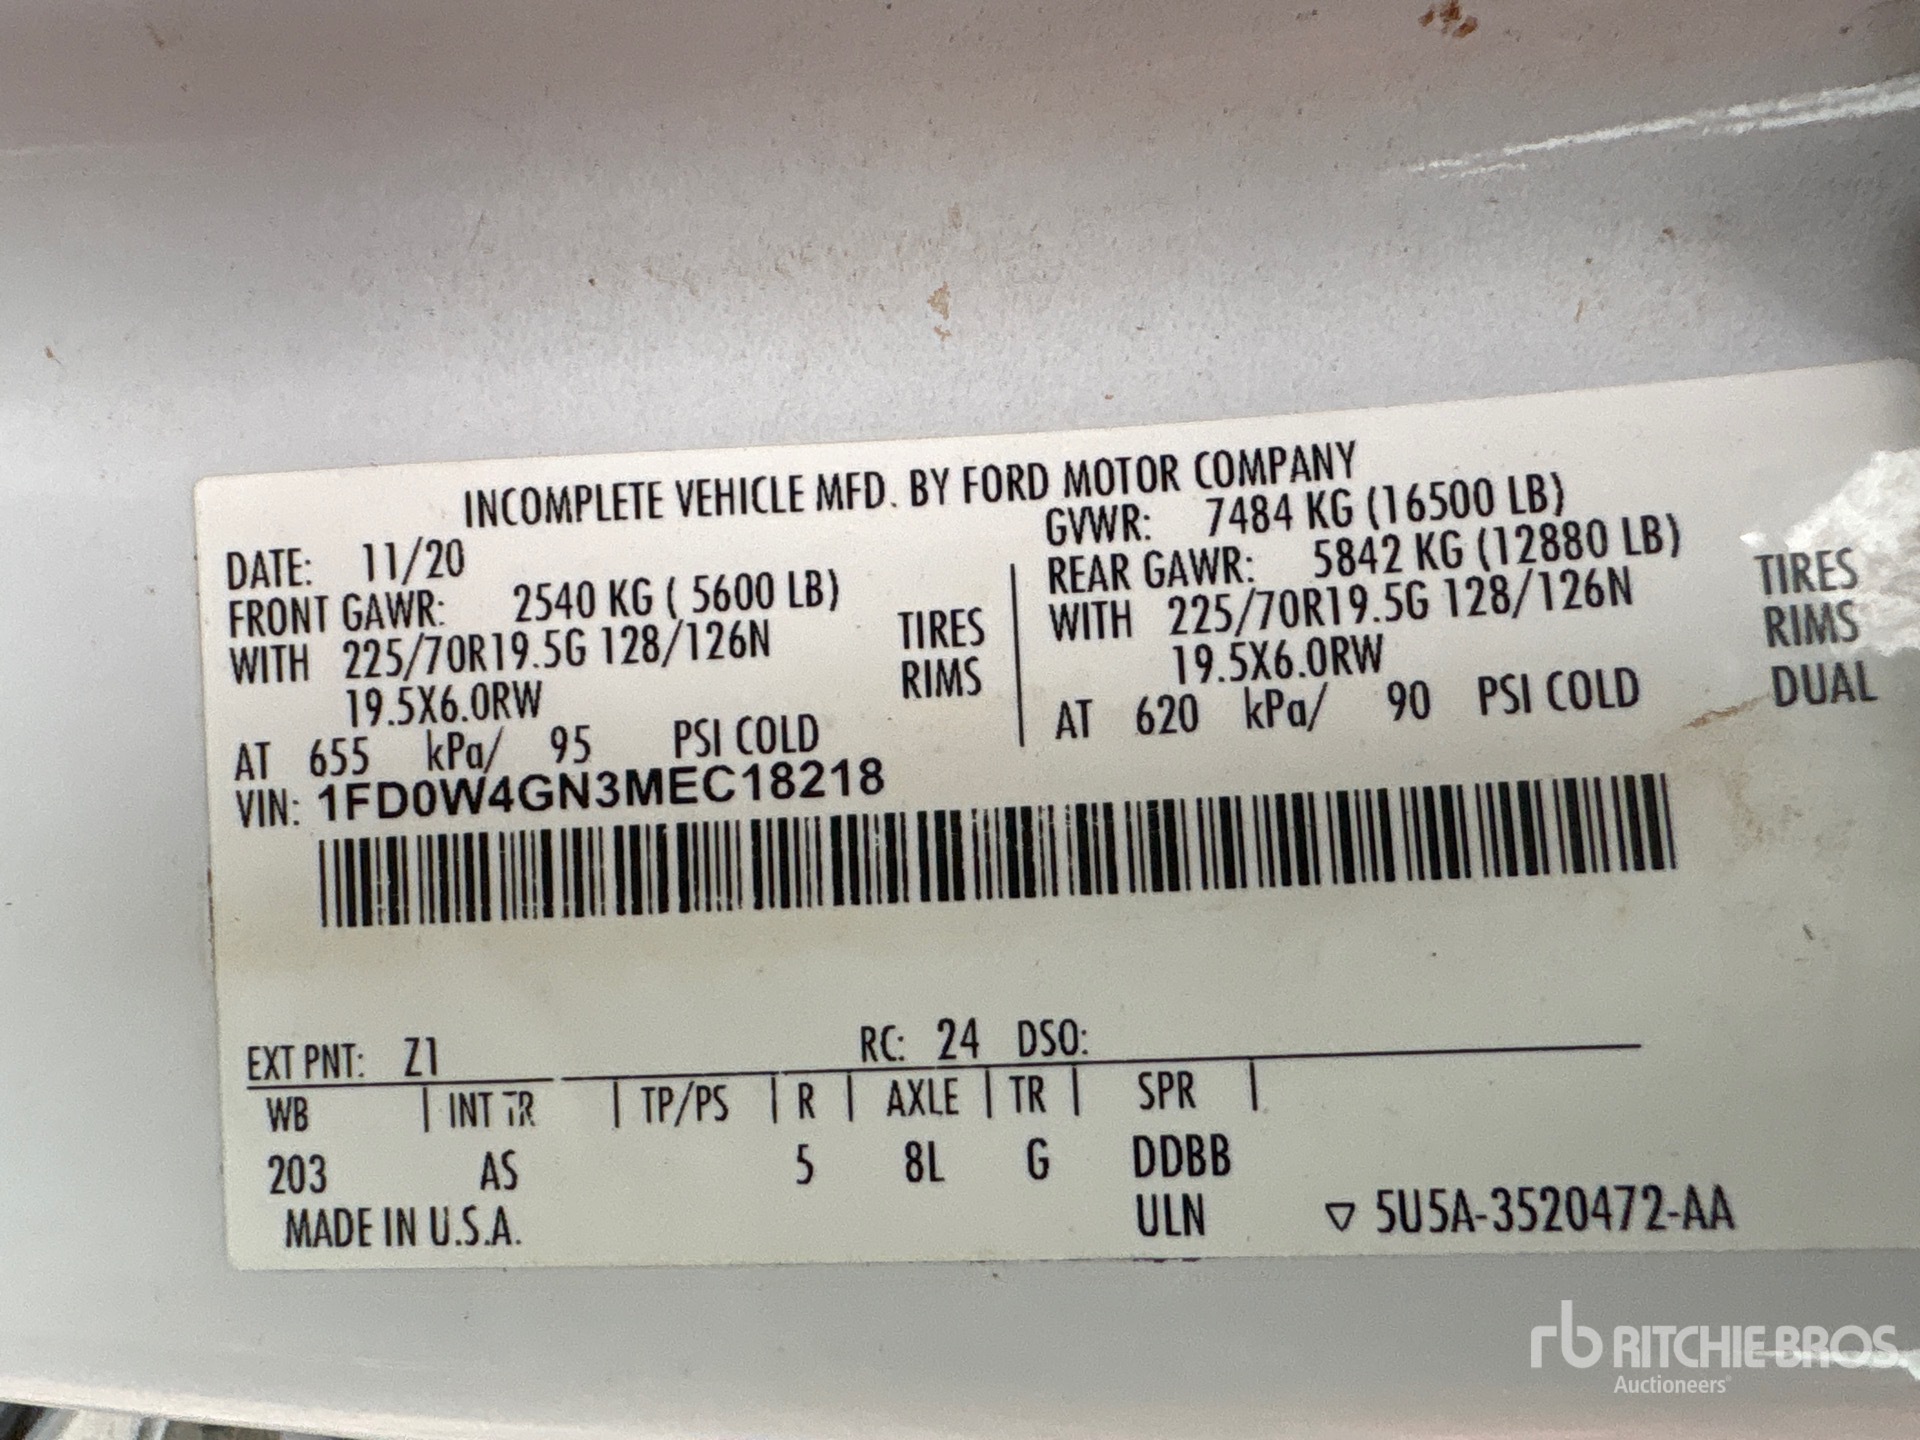 INCOMPLETE VEHICLE MFD. BY FORD MOTOR COMPANY
DATE: 11/20 GVWR: 7484 KG (16500 LB)
FRONT GAWR: 2540 KG ( 5600 LB) REAR GAWR: 5842 KG (12880 LB)
WITH 225/70R19.5G 128/126N TIRES WITH 225/70R19.5G 128/126N TIRES
19.5X6.0RW RIMS 19.5X6.0RW RIMS
AT 655 kPa/ 95 PSI COLD AT 620 kPa/ 90 PSI COLD DUAL
VIN: 1FD0W4GN3MEC18218
EXT PNT: Z1 RC: 24 DSO:
WB | INT TR | TP/PS | R | AXLE | TR | SPR |
203 AS 5 8L G DDBB
MADE IN U.S.A. ULN ▽ 5U5A-3520472-AA
rb RITCHIE BROS
Auctioneers